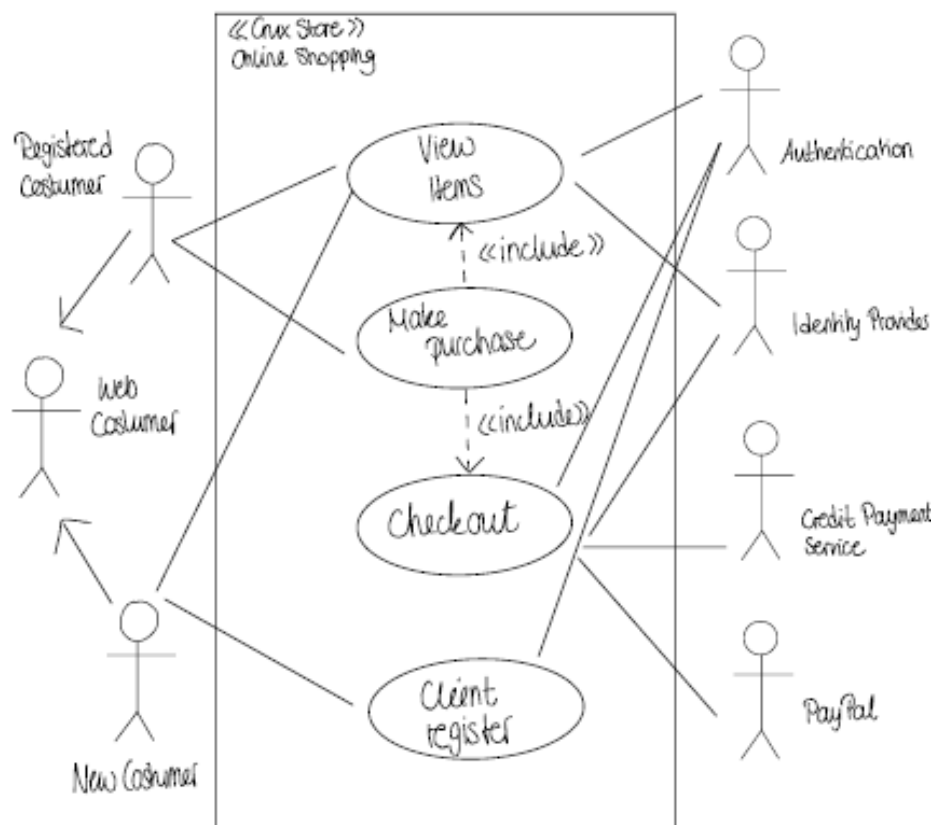 «Crux Store»
Online Shopping
Registered
Costumer
View
Items
Authentication
«include»
Make
purchase
Identity Provides
Web
Costumer
«include»
Checkout
Credit Payment
Service
Client
register
PayPal
New Costumer